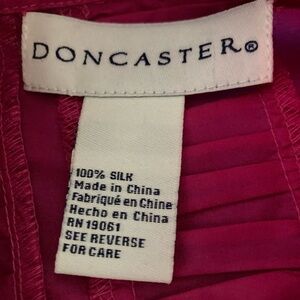 DONCASTER®
100% SILK
Made in China
Fabriqué en Chine
Hecho en China
RN 19061
SEE REVERSE
FOR CARE